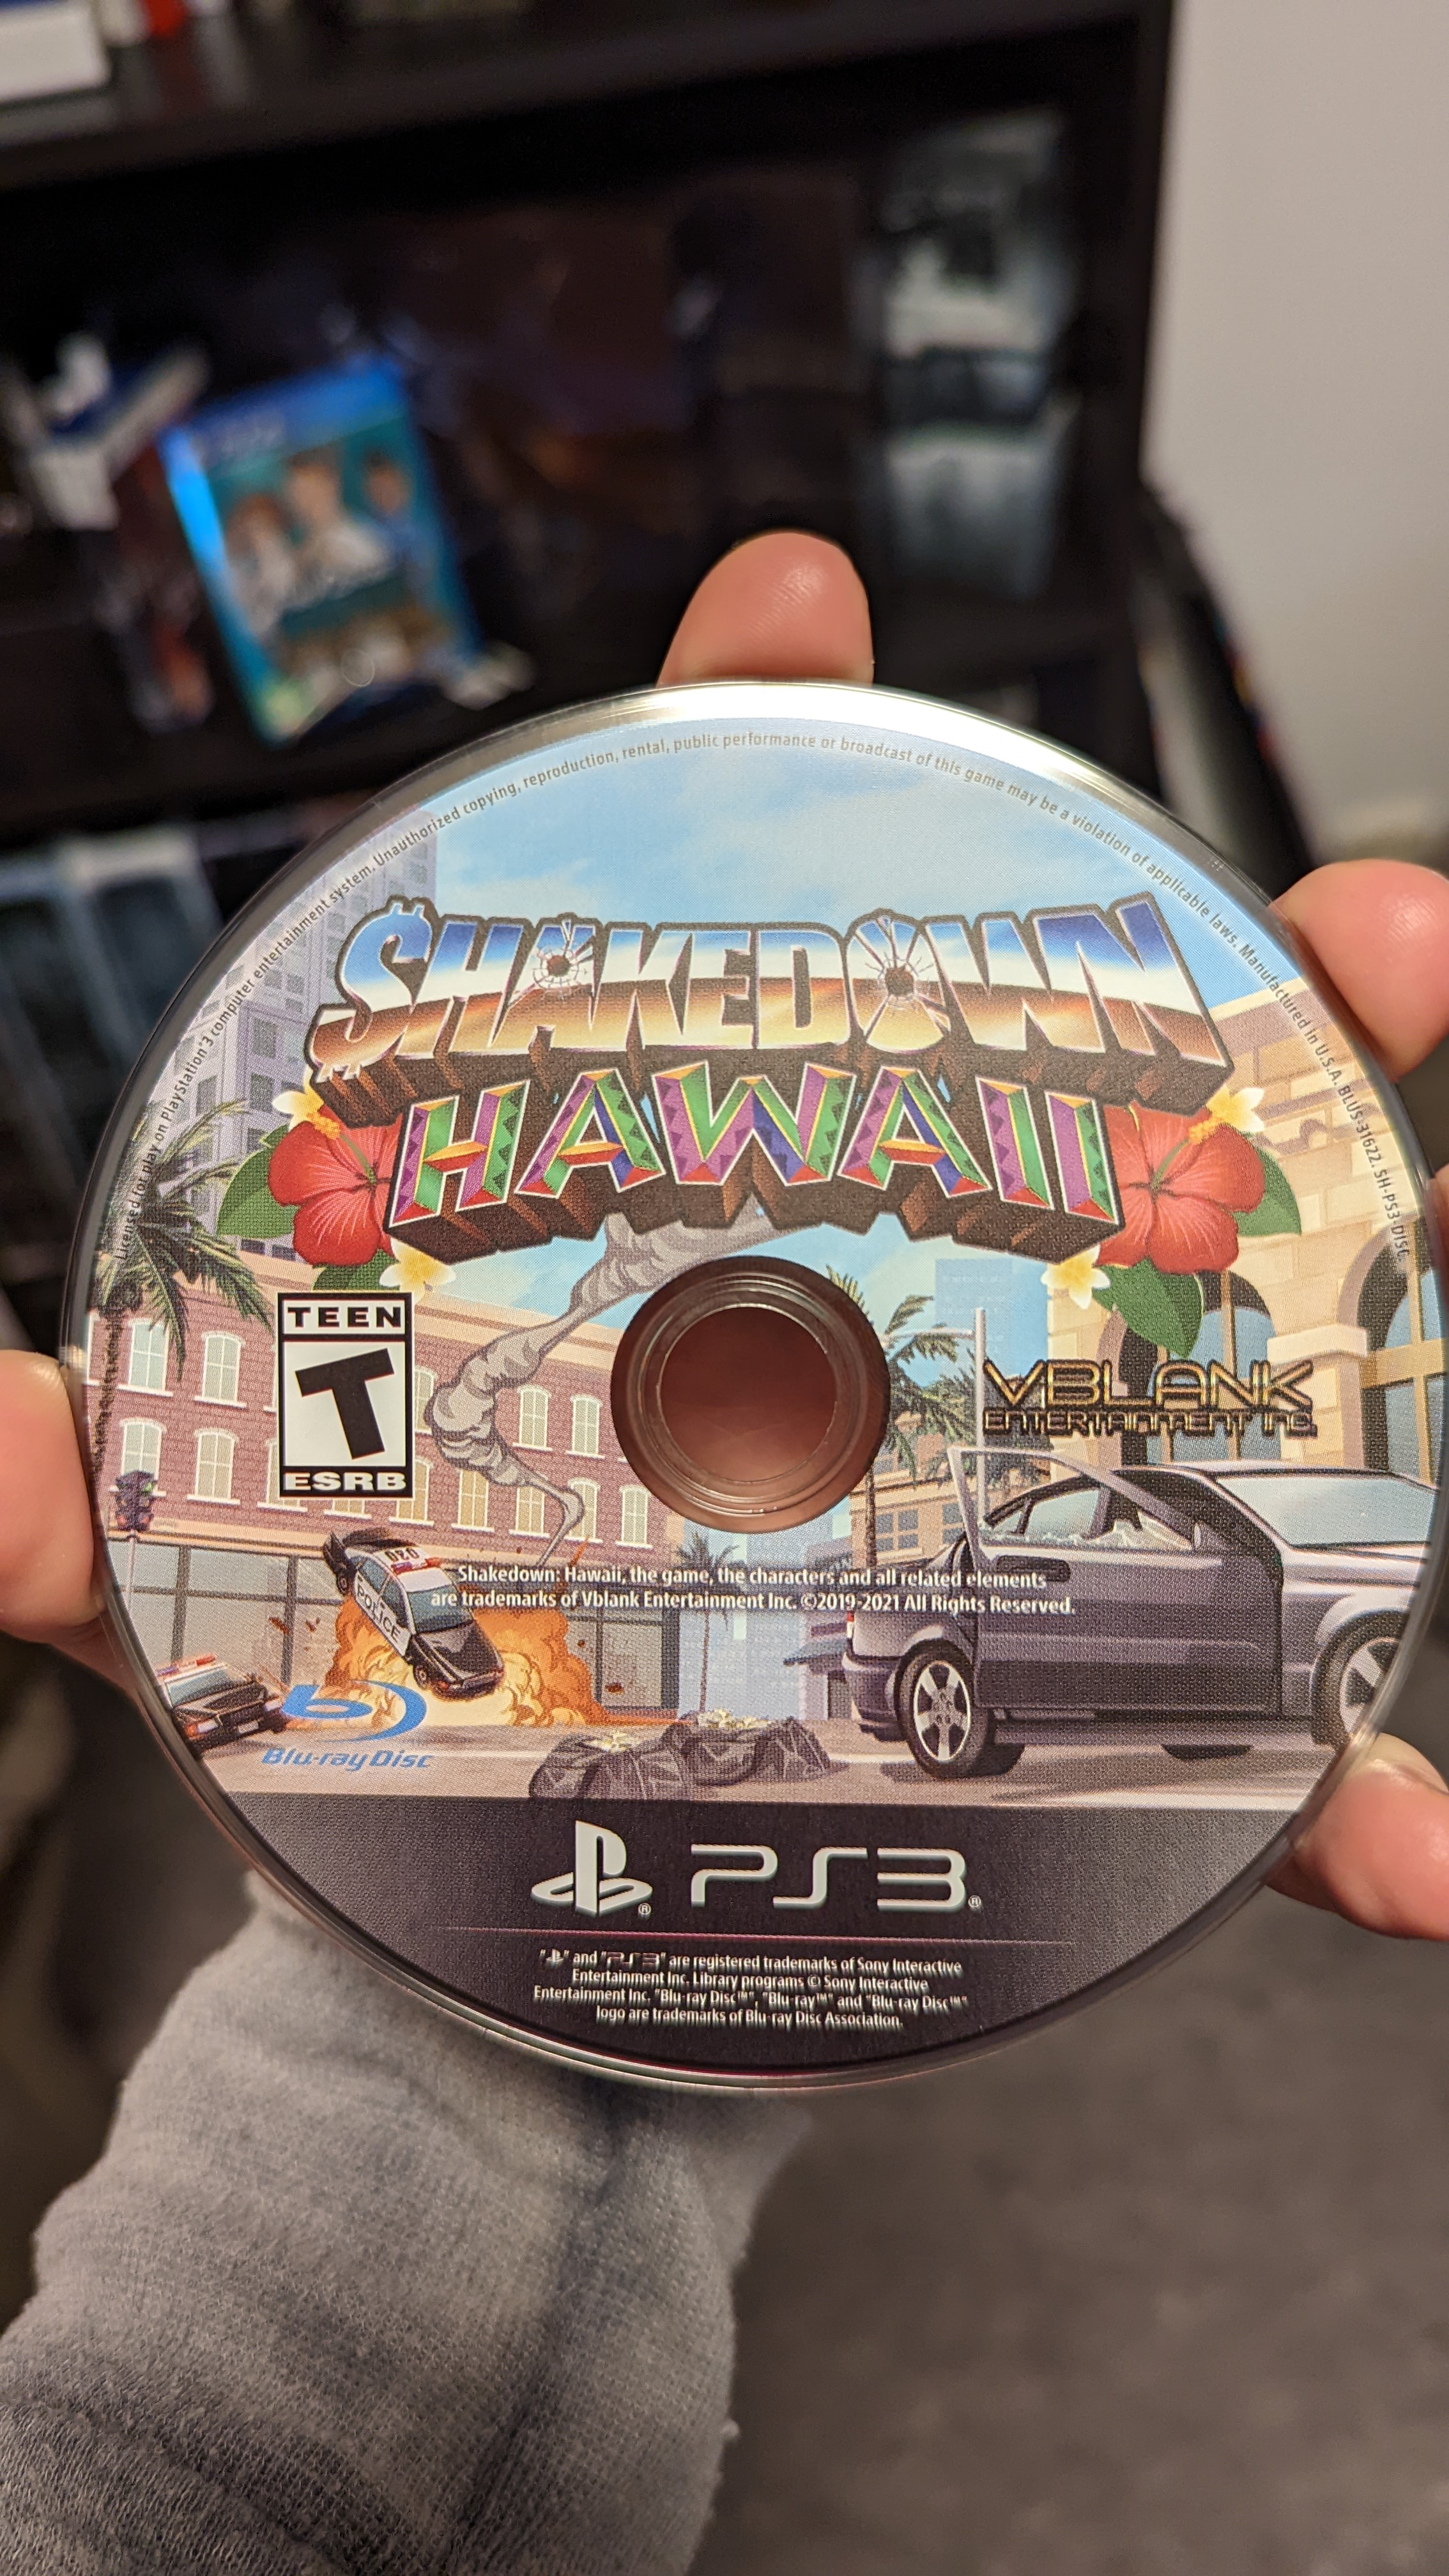 Licensed for play on PlayStation®3 computer entertainment system. Unauthorized copying, reproduction, rental, public performance or broadcast of this game may be a violation of applicable laws. Manufactured in U.S.A. BLUS-31622. SH-PS3-DISC
$HAKEDOWN
HAWAII
TEEN
T
ESRB
VBLANK
ENTERTAINMENT INC.
030
POLICE
Shakedown: Hawaii, the game, the characters and all related elements
are trademarks of Vblank Entertainment Inc. ©2019-2021 All Rights Reserved.
Blu-ray Disc
PS3®
" " and "PS3" are registered trademarks of Sony Interactive
Entertainment Inc. Library programs © Sony Interactive
Entertainment Inc. "Blu-ray Disc™", "Blu-ray™" and "Blu-ray Disc™"
logo are trademarks of Blu-ray Disc Association.